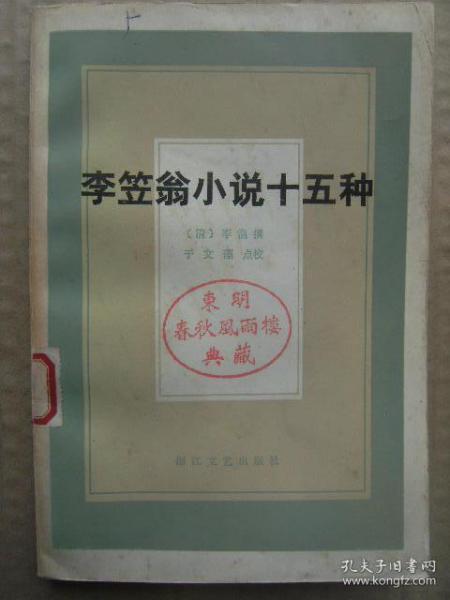 李笠翁小说十五种
〔清〕李渔 撰
于文藻 点校
東明
春秋風雨樓
典藏
浙江文艺出版社
孔夫子旧书网
www.kongfz.com